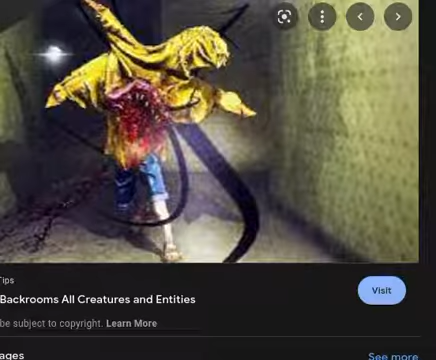 Tips
Visit
Backrooms All Creatures and Entities
be subject to copyright. Learn More
ages
See more